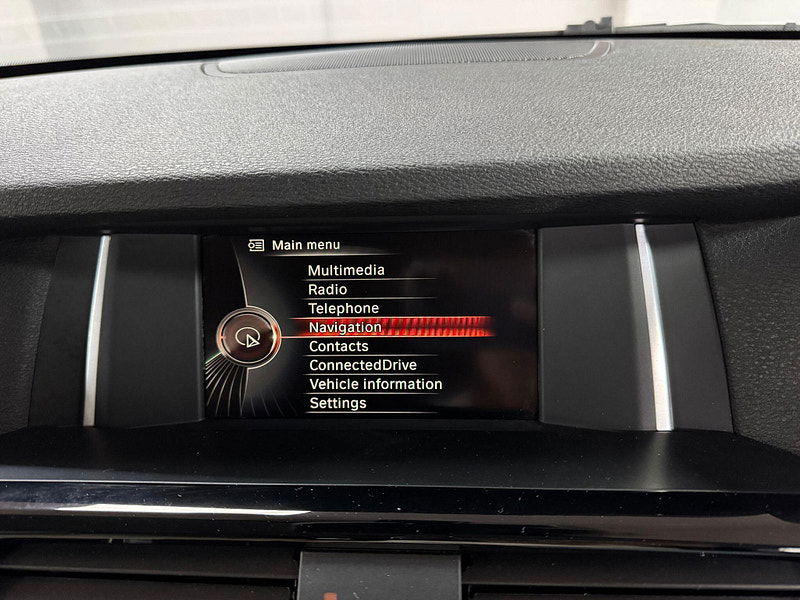 Main menu
Multimedia
Radio
Telephone
Navigation
Contacts
ConnectedDrive
Vehicle information
Settings